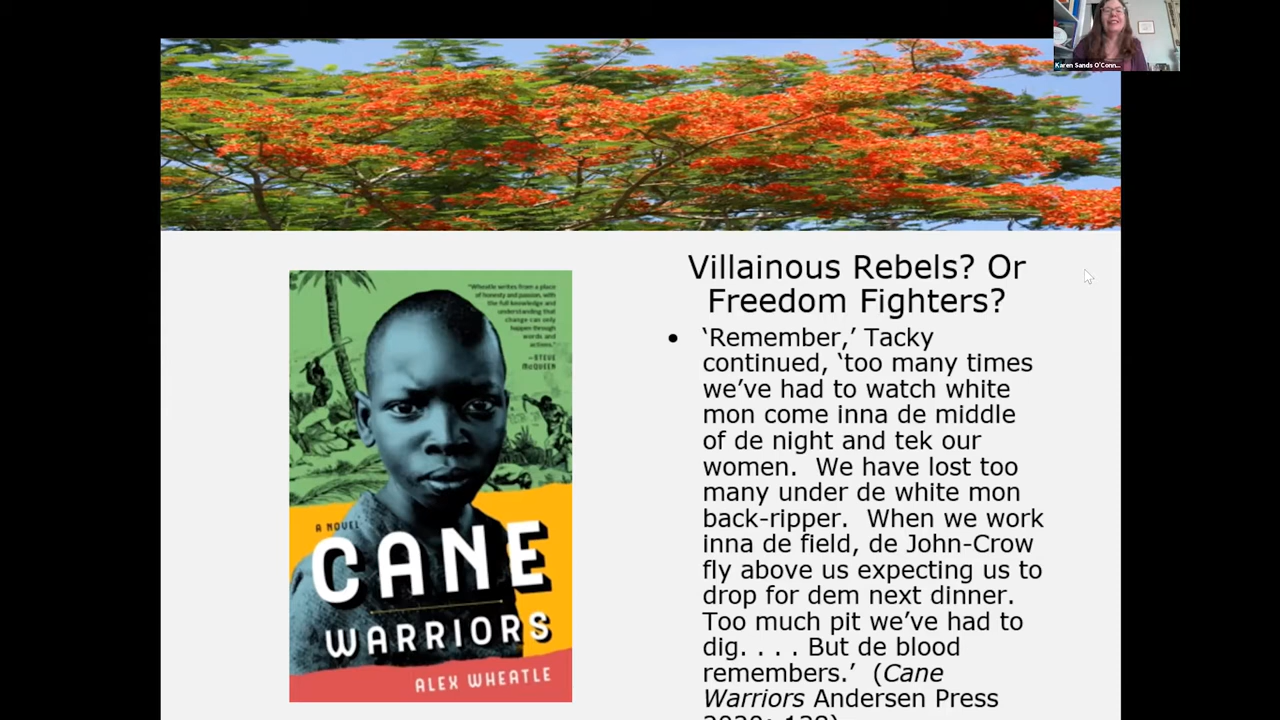 Karen Sands O'Conn...
Villainous Rebels? Or
Freedom Fighters?
• ‘Remember,’ Tacky
continued, ‘too many times
we’ve had to watch white
mon come inna de middle
of de night and tek our
women.  We have lost too
many under de white mon
back-ripper.  When we work
inna de field, de John-Crow
fly above us expecting us to
drop for dem next dinner.
Too much pit we’ve had to
dig. . . . But de blood
remembers.’  (Cane
Warriors Andersen Press
"Wheatle writes from a place
of honesty and passion, with
the full knowledge and
understanding that
change can only
happen through
words and
actions."
—STEVE
McQUEEN
A NOVEL
CANE
WARRIORS
ALEX WHEATLE